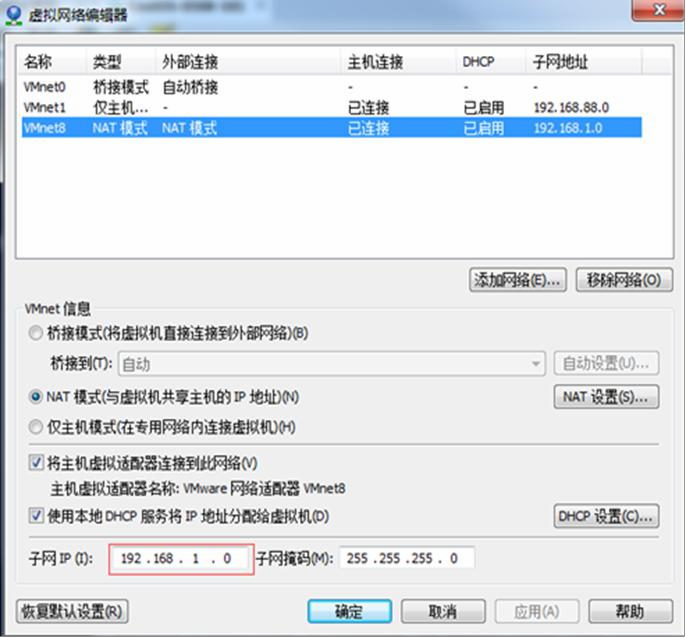 虚拟网络编辑器
名称 类型 外部连接 主机连接 DHCP 子网地址
VMnet0 桥接模式 自动桥接 - - -
VMnet1 仅主机... - 已连接 已启用 192.168.88.0
VMnet8 NAT 模式 NAT 模式 已连接 已启用 192.168.1.0
添加网络(E)... 移除网络(O)
VMnet 信息
桥接模式(将虚拟机直接连接到外部网络)(B)
桥接到(T): 自动 自动设置(U)...
NAT 模式(与虚拟机共享主机的 IP 地址)(N) NAT 设置(S)...
仅主机模式(在专用网络内连接虚拟机)(H)
将主机虚拟适配器连接到此网络(V)
主机虚拟适配器名称: VMware 网络适配器 VMnet8
使用本地 DHCP 服务将 IP 地址分配给虚拟机(D) DHCP 设置(C)...
子网 IP (I): 192 .168 . 1 . 0 子网掩码(M): 255 .255 .255 . 0
恢复默认设置(R) 确定 取消 应用(A) 帮助